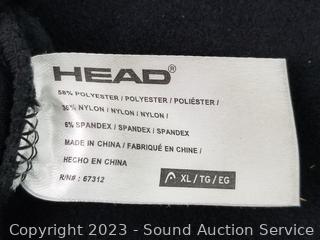 HEAD®
58% POLYESTER / POLYESTER / POLIÉSTER /
36% NYLON / NYLON / NYLON /
6% SPANDEX / SPANDEX / SPANDEX
MADE IN CHINA / FABRIQUÉ EN CHINE /
HECHO EN CHINA
R/N# : 67312
XL / TG / EG
Copyright 2023 - Sound Auction Service